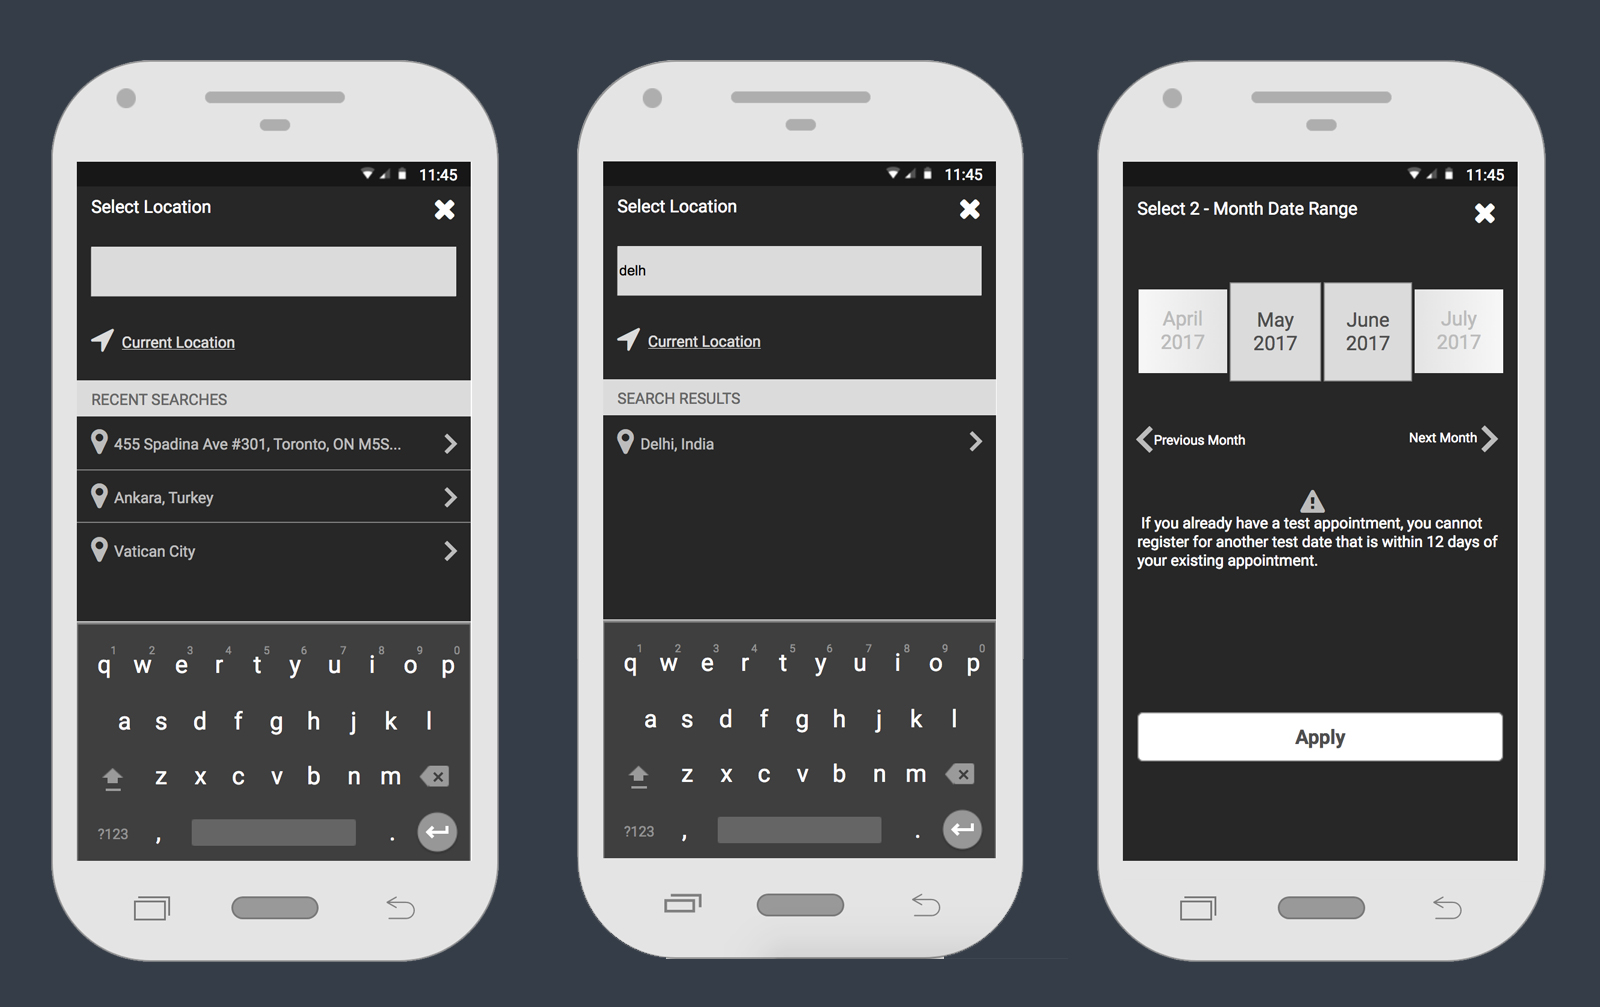 11:45
Select Location
Current Location
RECENT SEARCHES
455 Spadina Ave #301, Toronto, ON M5S...
Ankara, Turkey
Vatican City
1 2 3 4 5 6 7 8 9 0
q w e r t y u i o p
a s d f g h j k l
z x c v b n m
?123 , .
11:45
Select Location
delh
Current Location
SEARCH RESULTS
Delhi, India
1 2 3 4 5 6 7 8 9 0
q w e r t y u i o p
a s d f g h j k l
z x c v b n m
?123 , .
11:45
Select 2 - Month Date Range
April May June July
2017 2017 2017 2017
Previous Month Next Month
If you already have a test appointment, you cannot
register for another test date that is within 12 days of
your existing appointment.
Apply